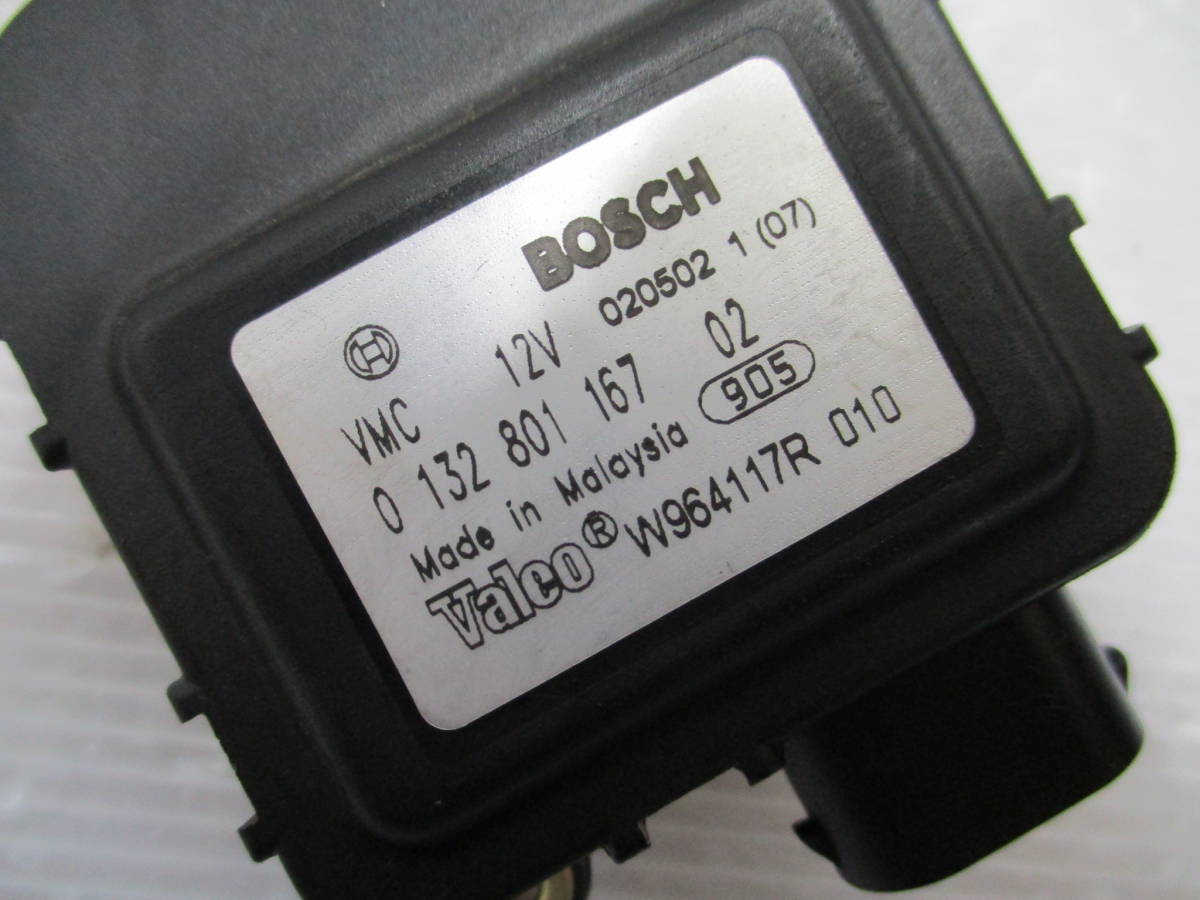 BOSCH
12V 020502 1 (07)
VMC
0 132 801 167 02
Made in Malaysia 905
Valeo® W964117R 010